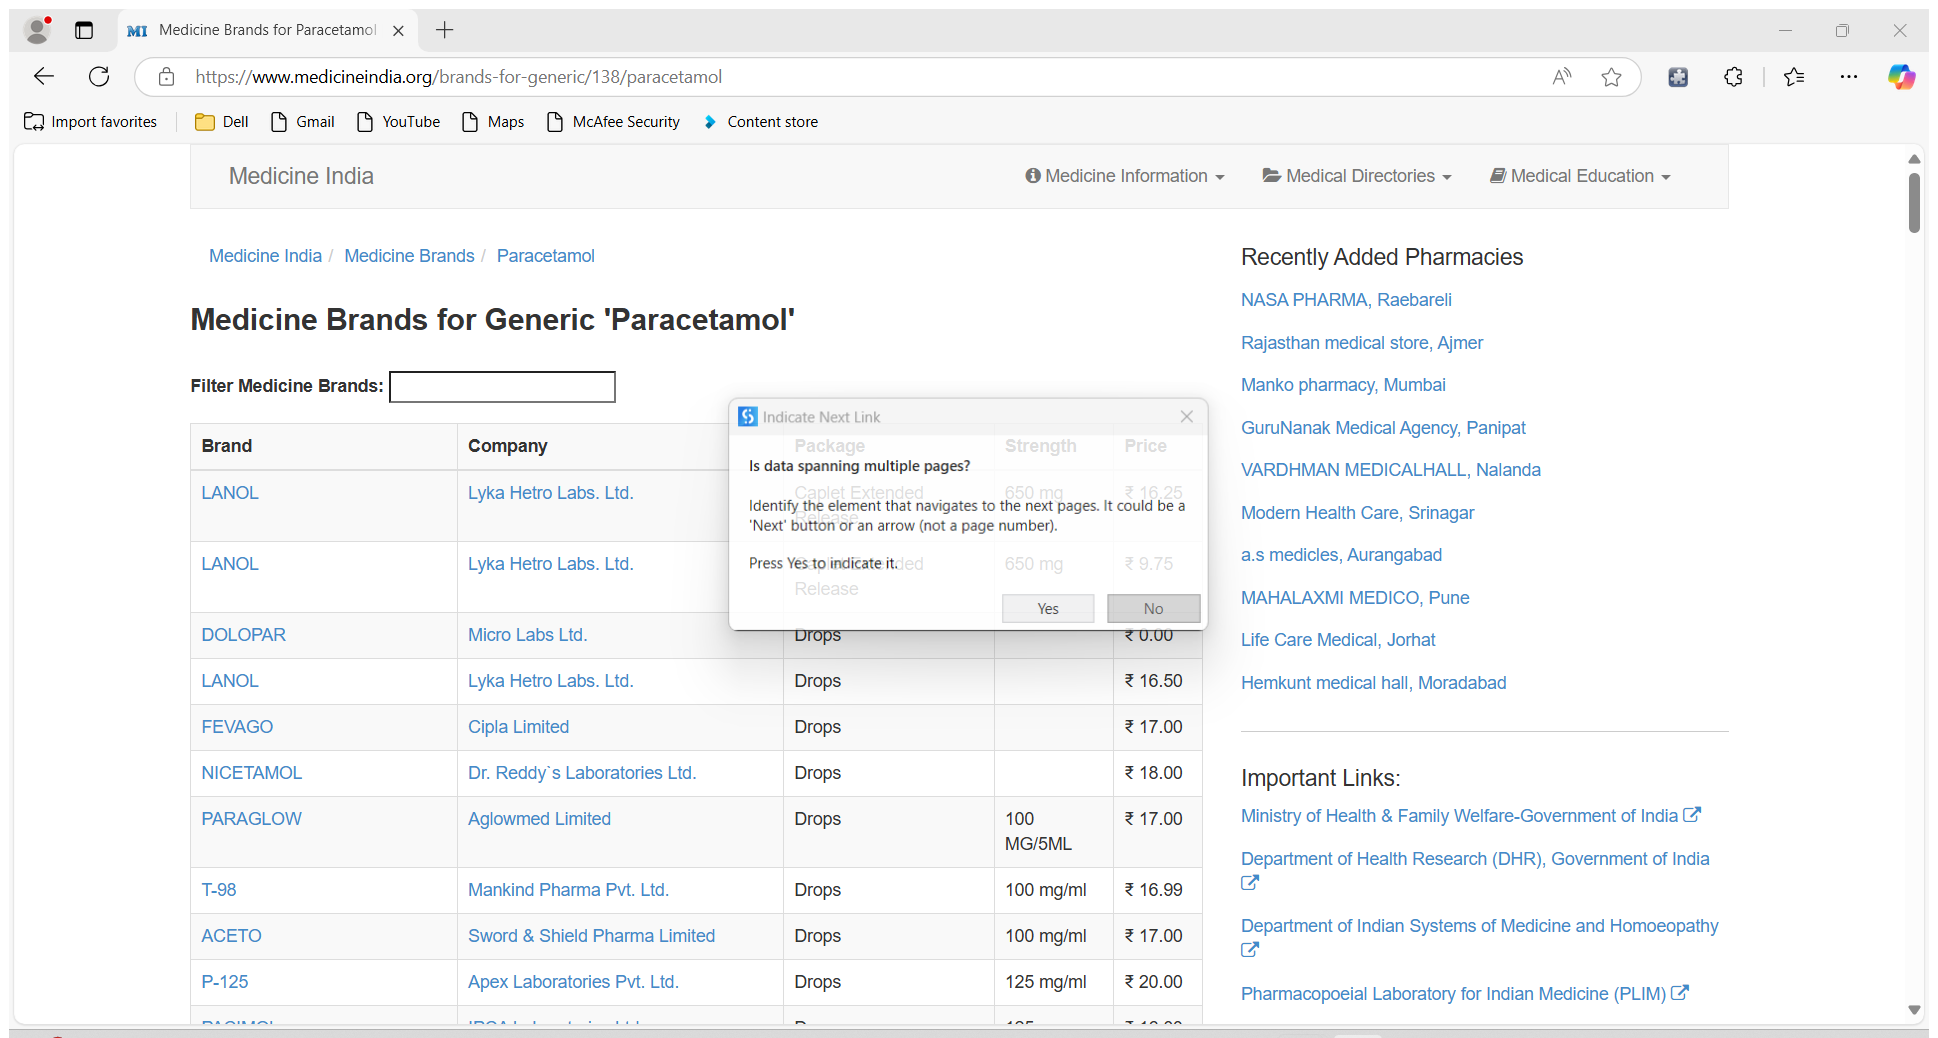 Medicine Brands for Paracetamol
https://www.medicineindia.org/brands-for-generic/138/paracetamol
Import favorites
Dell
Gmail
YouTube
Maps
McAfee Security
Content store
Medicine India
Medicine Information
Medical Directories
Medical Education
Medicine India / Medicine Brands / Paracetamol
Medicine Brands for Generic 'Paracetamol'
Filter Medicine Brands:
Brand Company Package Strength Price
LANOL Lyka Hetro Labs. Ltd. Caplet Extended 650 mg ₹ 16.25
Release
LANOL Lyka Hetro Labs. Ltd. Caplet Extended 650 mg ₹ 9.75
Release
DOLOPAR Micro Labs Ltd. Drops ₹ 0.00
LANOL Lyka Hetro Labs. Ltd. Drops ₹ 16.50
FEVAGO Cipla Limited Drops ₹ 17.00
NICETAMOL Dr. Reddy`s Laboratories Ltd. Drops ₹ 18.00
PARAGLOW Aglowmed Limited Drops 100 ₹ 17.00
MG/5ML
T-98 Mankind Pharma Pvt. Ltd. Drops 100 mg/ml ₹ 16.99
ACETO Sword & Shield Pharma Limited Drops 100 mg/ml ₹ 17.00
P-125 Apex Laboratories Pvt. Ltd. Drops 125 mg/ml ₹ 20.00
Indicate Next Link
Is data spanning multiple pages?
Identify the element that navigates to the next pages. It could be a
'Next' button or an arrow (not a page number).
Press Yes to indicate it.
Yes
No
Recently Added Pharmacies
NASA PHARMA, Raebareli
Rajasthan medical store, Ajmer
Manko pharmacy, Mumbai
GuruNanak Medical Agency, Panipat
VARDHMAN MEDICALHALL, Nalanda
Modern Health Care, Srinagar
a.s medicles, Aurangabad
MAHALAXMI MEDICO, Pune
Life Care Medical, Jorhat
Hemkunt medical hall, Moradabad
Important Links:
Ministry of Health & Family Welfare-Government of India
Department of Health Research (DHR), Government of India
Department of Indian Systems of Medicine and Homoeopathy
Pharmacopoeial Laboratory for Indian Medicine (PLIM)